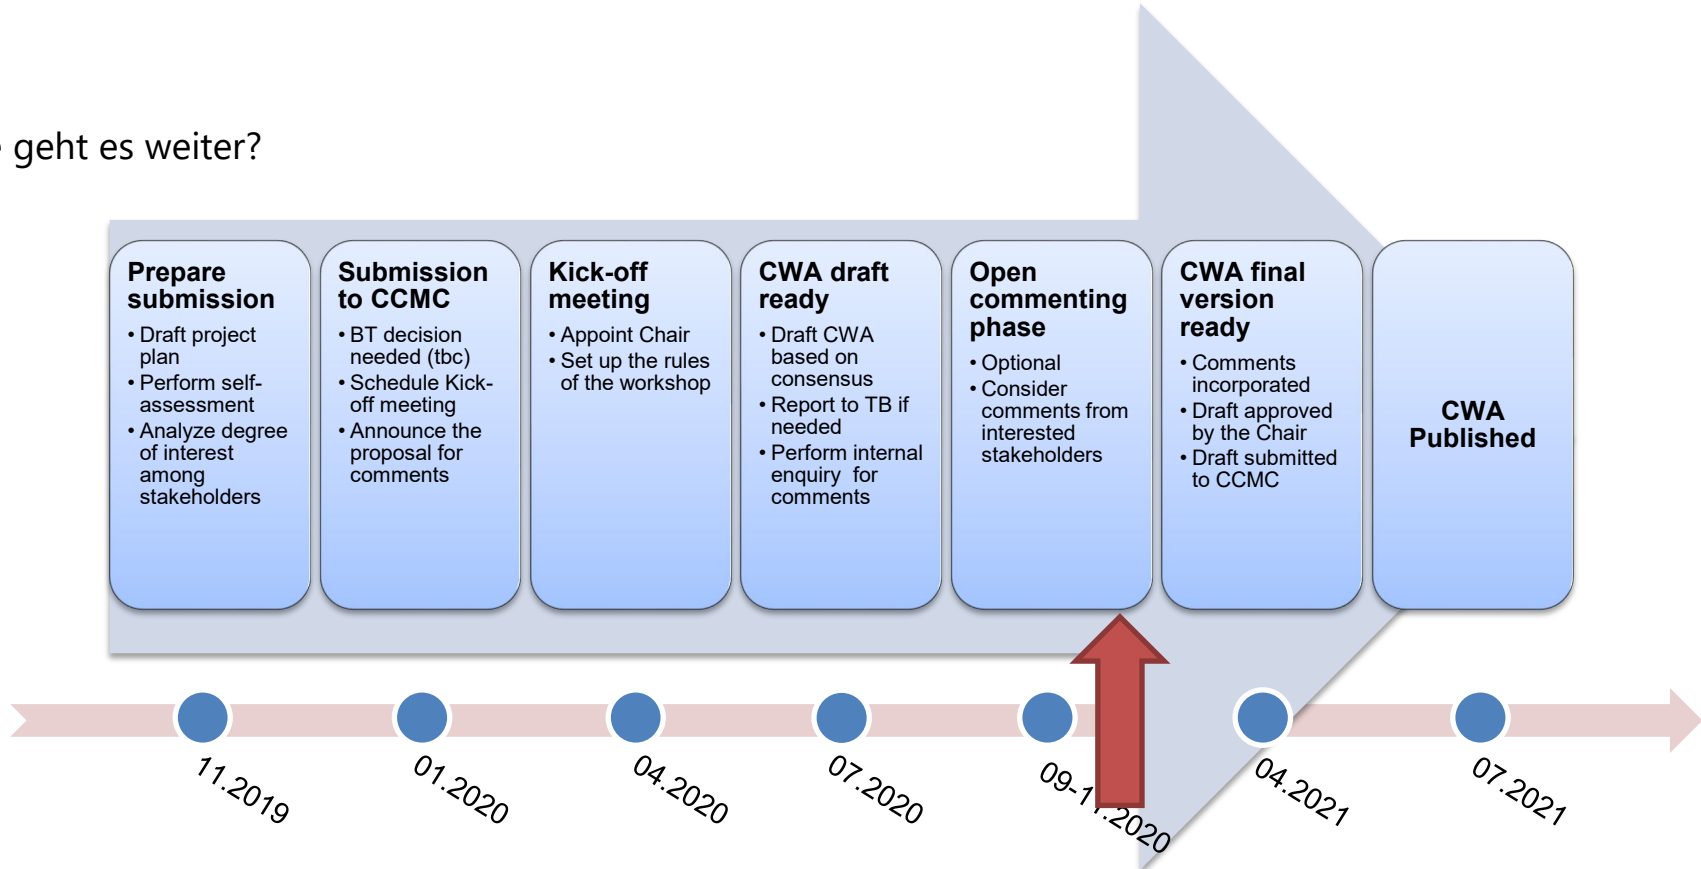 geht es weiter?
Prepare
submission
• Draft project
plan
• Perform self-
assessment
• Analyze degree
of interest
among
stakeholders
Submission
to CCMC
• BT decision
needed (tbc)
• Schedule Kick-
off meeting
• Announce the
proposal for
comments
Kick-off
meeting
• Appoint Chair
• Set up the rules
of the workshop
CWA draft
ready
• Draft CWA
based on
consensus
• Report to TB if
needed
• Perform internal
enquiry for
comments
Open
commenting
phase
• Optional
• Consider
comments from
interested
stakeholders
CWA final
version
ready
• Comments
incorporated
• Draft approved
by the Chair
• Draft submitted
to CCMC
CWA
Published
11.2019
01.2020
04.2020
07.2020
09-11.2020
04.2021
07.2021